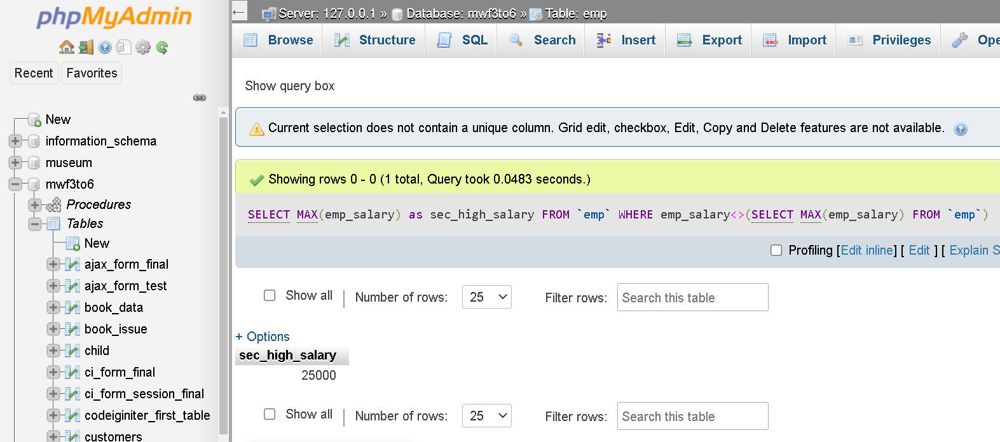 phpMyAdmin
Recent
Favorites
New
information_schema
museum
mwf3to6
Procedures
Tables
New
ajax_form_final
ajax_form_test
book_data
book_issue
child
ci_form_final
ci_form_session_final
codeiginiter_first_table
customers
Server: 127.0.0.1 » Database: mwf3to6 » Table: emp
Browse Structure SQL Search Insert Export Import Privileges Ope
Show query box
Current selection does not contain a unique column. Grid edit, checkbox, Edit, Copy and Delete features are not available.
Showing rows 0 - 0 (1 total, Query took 0.0483 seconds.)
SELECT MAX(emp_salary) as sec_high_salary FROM `emp` WHERE emp_salary<>(SELECT MAX(emp_salary) FROM `emp`)
Profiling [Edit inline] [ Edit ] [ Explain S
Show all | Number of rows: 25 Filter rows: Search this table
+ Options
sec_high_salary
25000
Show all | Number of rows: 25 Filter rows: Search this table